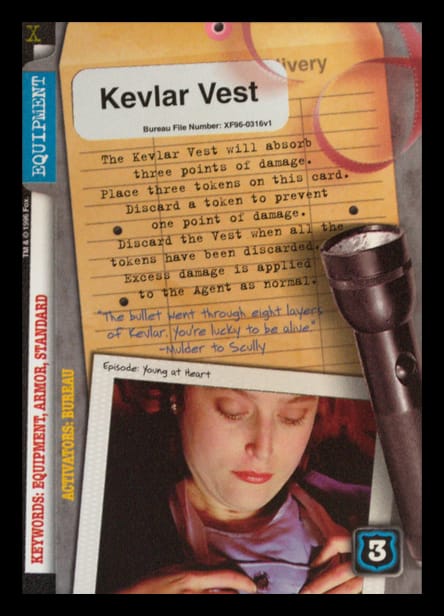 X
EQUIPMENT
livery
Kevlar Vest
Bureau File Number: XF96-0316v1
The Kevlar Vest will absorb
three points of damage.
Place three tokens on this card.
Discard a token to prevent
one point of damage.
Discard the Vest when all the
tokens have been discarded.
Excess damage is applied
to the Agent as normal.
"The bullet went through eight layers
of Kevlar. You're lucky to be alive."
-Mulder to Scully
Episode: Young at Heart
TM & © 1996 Fox.
KEYWORDS: EQUIPMENT, ARMOR, STANDARD
ACTIVATORS: BUREAU
3